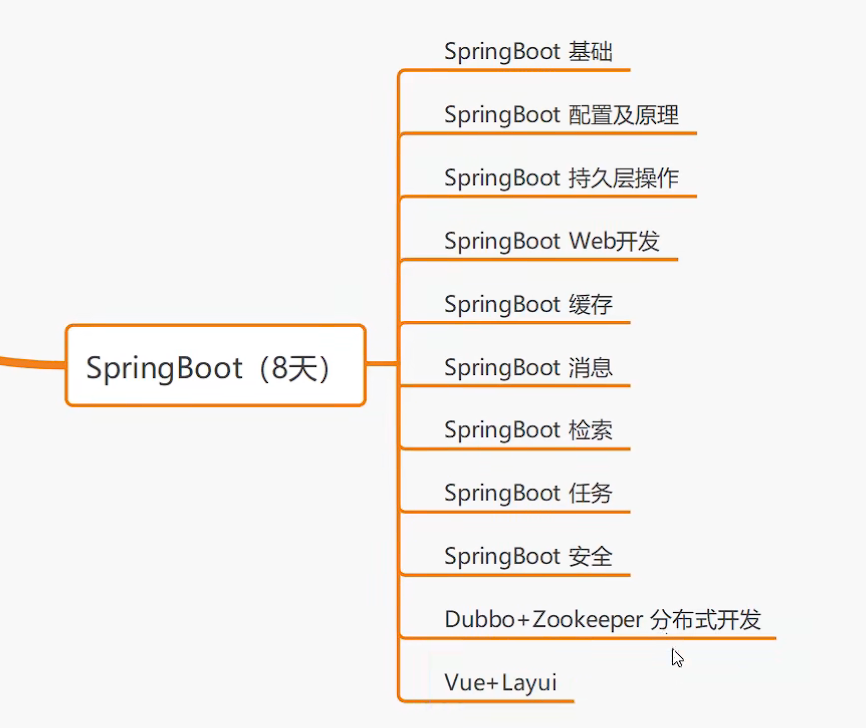 SpringBoot（8天）
SpringBoot 基础
SpringBoot 配置及原理
SpringBoot 持久层操作
SpringBoot Web开发
SpringBoot 缓存
SpringBoot 消息
SpringBoot 检索
SpringBoot 任务
SpringBoot 安全
Dubbo+Zookeeper 分布式开发
Vue+Layui